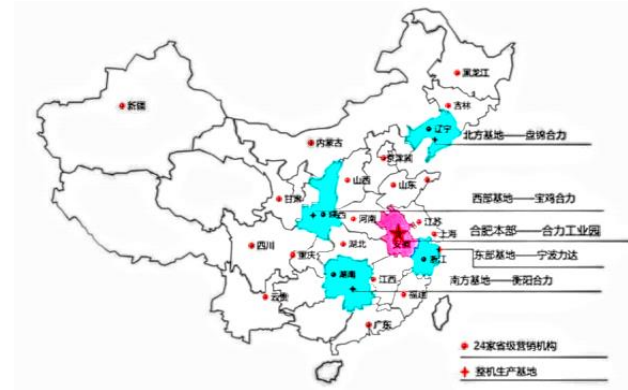 黑龙江
吉林
新疆
辽宁
北方基地——盘锦合力
内蒙古
京津冀
山西
山东
甘肃
西部基地——宝鸡合力
陕西
河南
江苏
合肥本部——合力工业园
上海
安徽
四川
湖北
重庆
东部基地——宁波力达
浙江
湖南
江西
南方基地——衡阳合力
云贵
福建
广东
24家省级营销机构
整机生产基地